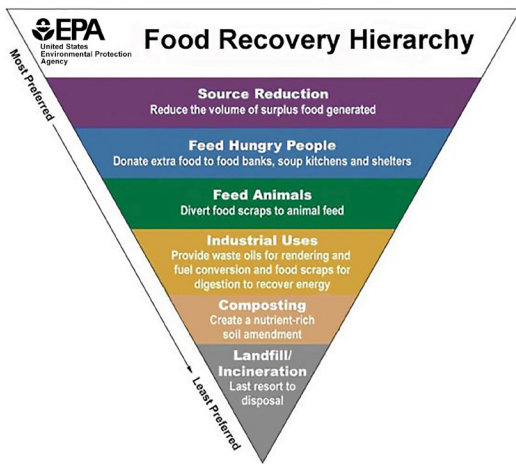 EPA
United States
Environmental Protection
Agency
Food Recovery Hierarchy
Most Preferred
Source Reduction
Reduce the volume of surplus food generated
Feed Hungry People
Donate extra food to food banks, soup kitchens and shelters
Feed Animals
Divert food scraps to animal feed
Industrial Uses
Provide waste oils for rendering and
fuel conversion and food scraps for
digestion to recover energy
Composting
Create a nutrient-rich
soil amendment
Landfill/
Incineration
Last resort to
disposal
Least Preferred